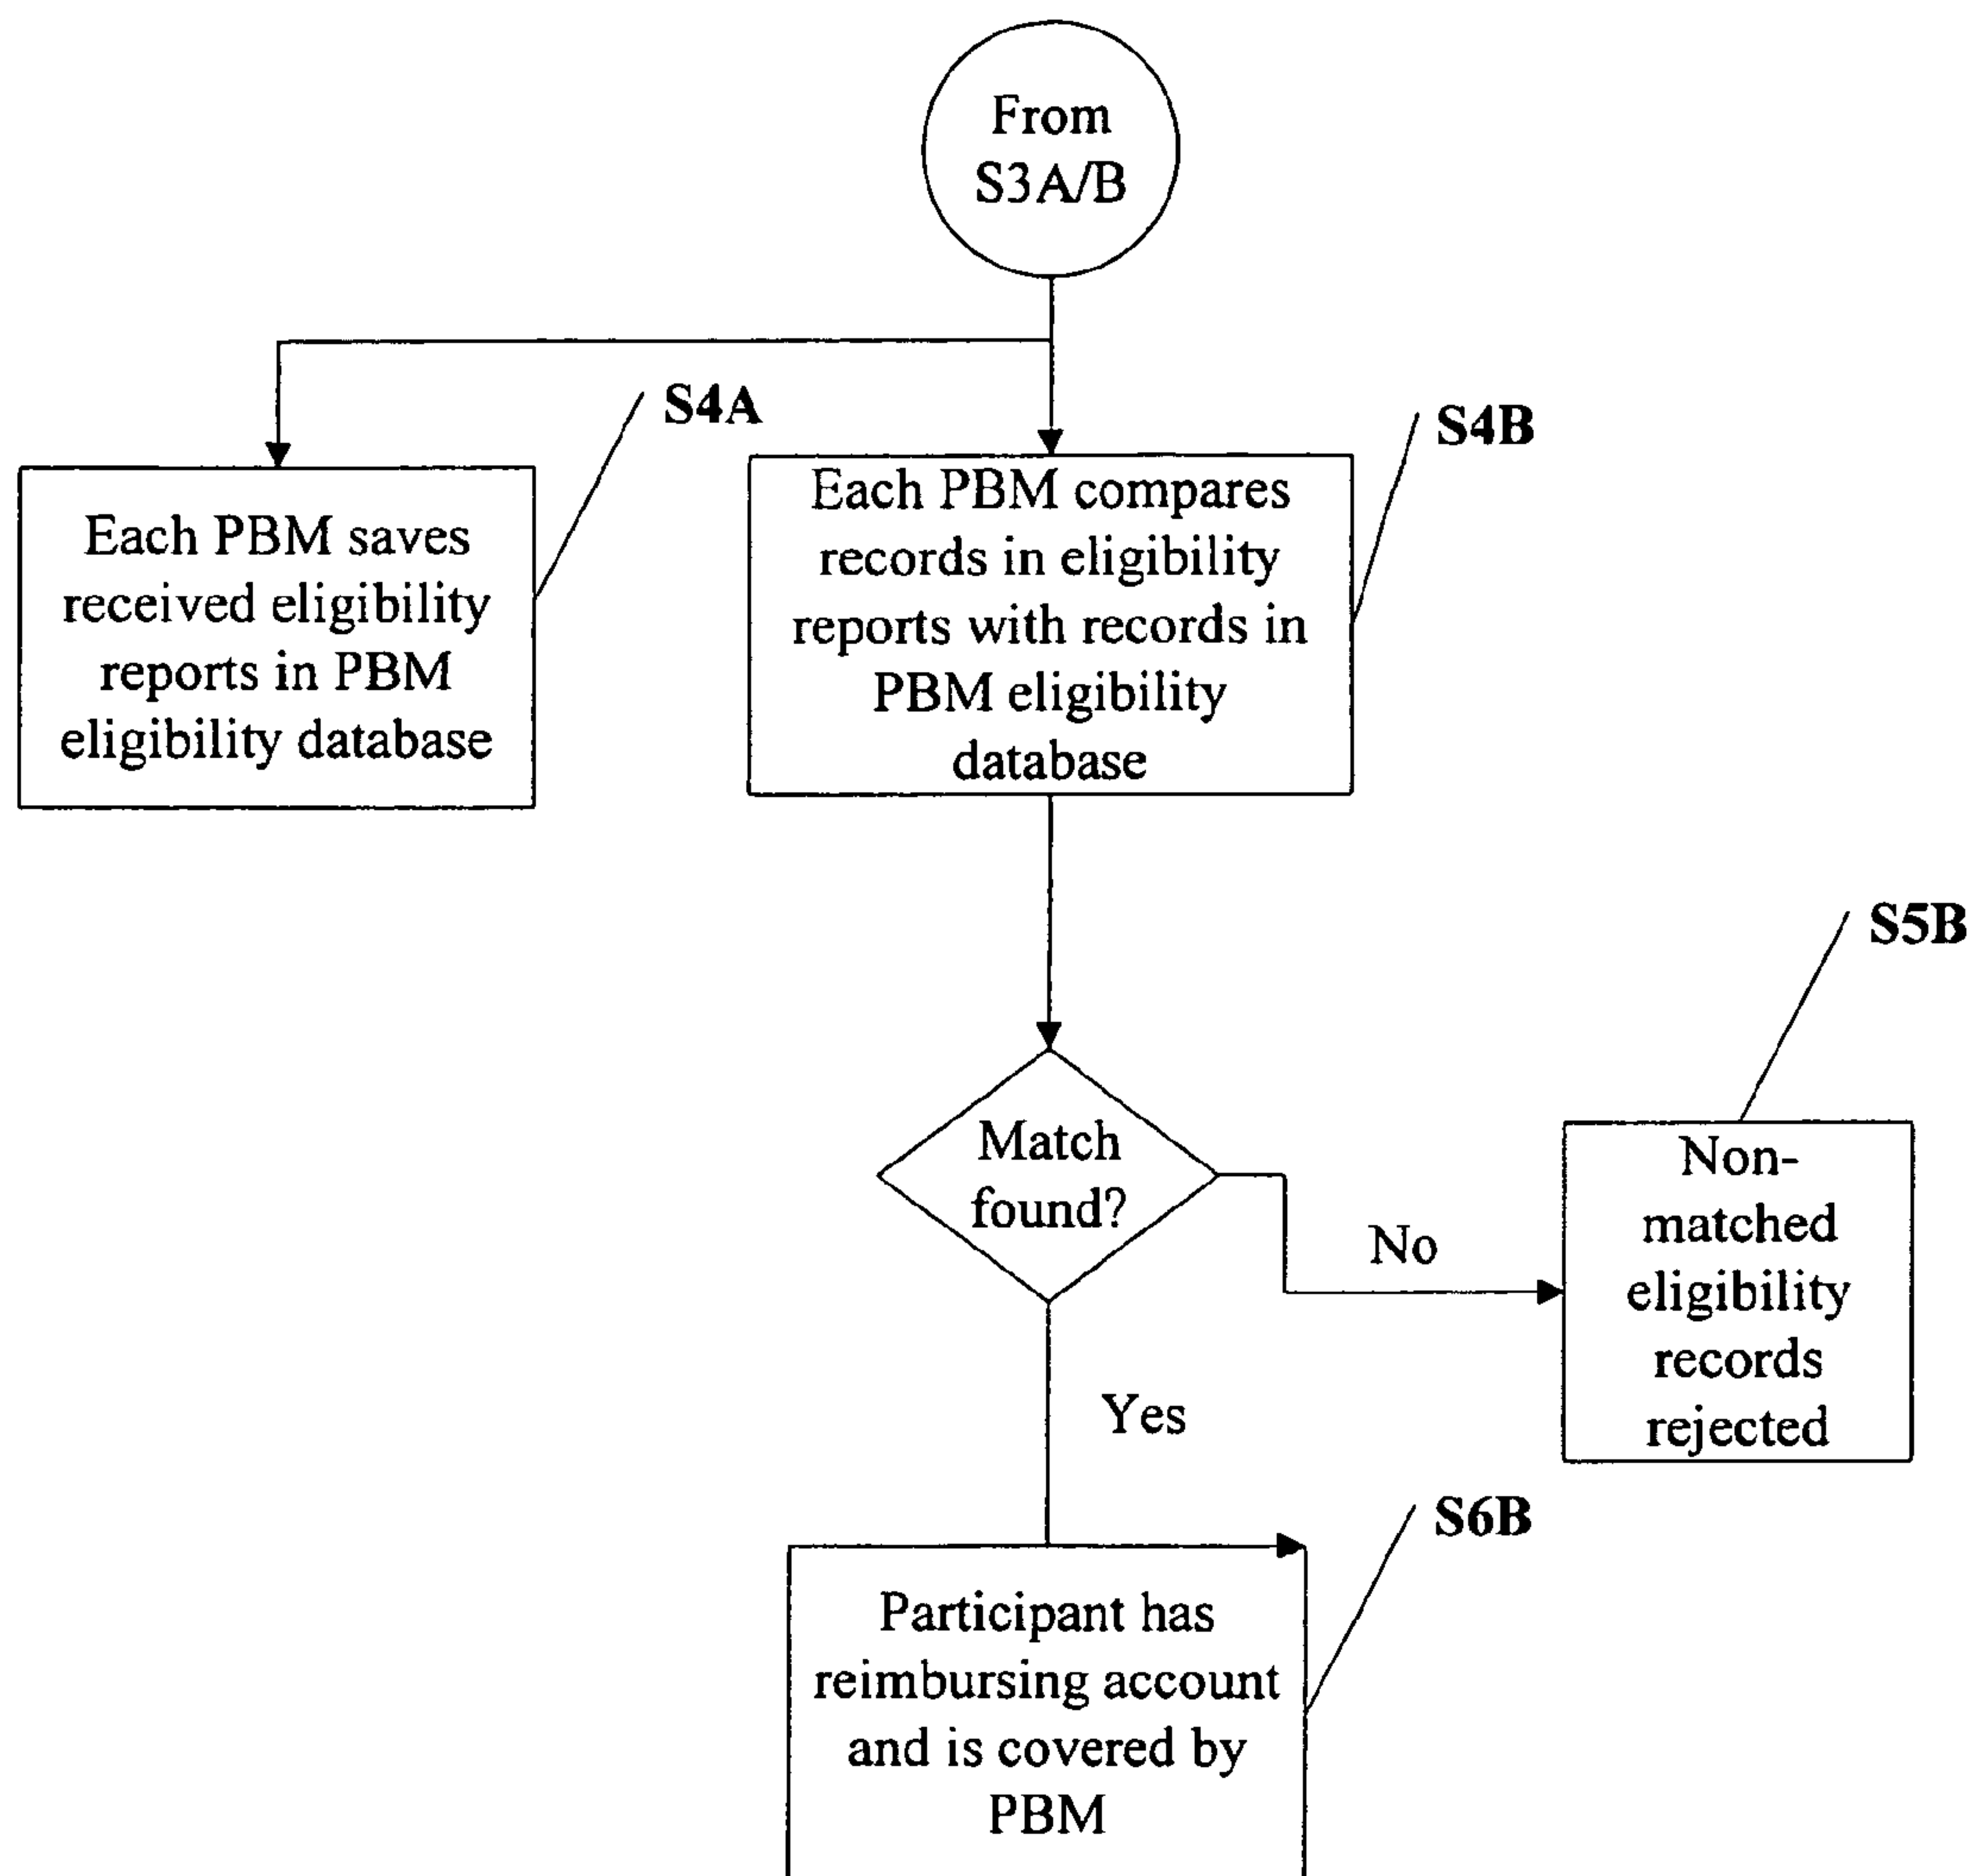 From
S3A/B
S4A
S4B
Each PBM saves
received eligibility
reports in PBM
eligibility database
Each PBM compares
records in eligibility
reports with records in
PBM eligibility
database
S5B
Match
found?
No
Non-
matched
eligibility
records
rejected
Yes
S6B
Participant has
reimbursing account
and is covered by
PBM